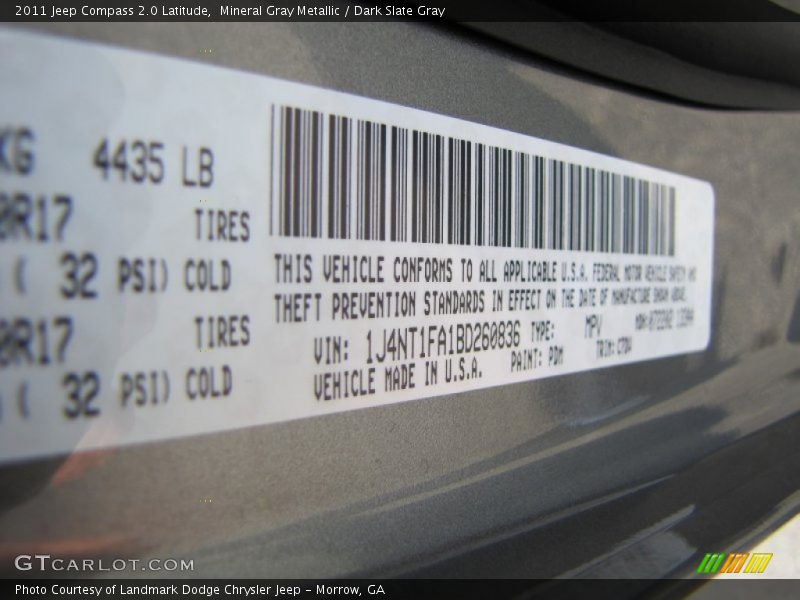 2011 Jeep Compass 2.0 Latitude,  Mineral Gray Metallic / Dark Slate Gray
KG 4435 LB
0R17 TIRES
( 32 PSI) COLD
0R17 TIRES
( 32 PSI) COLD
THIS VEHICLE CONFORMS TO ALL APPLICABLE U.S.A. FEDERAL MOTOR VEHICLE SAFETY AND
THEFT PREVENTION STANDARDS IN EFFECT ON THE DATE OF MANUFACTURE SHOWN ABOVE.
VIN: 1J4NT1FA1BD260836 TYPE: MPV MDH:
VEHICLE MADE IN U.S.A. PAINT: PDM TRIM:
GTCARLOT.COM
Photo Courtesy of Landmark Dodge Chrysler Jeep – Morrow, GA